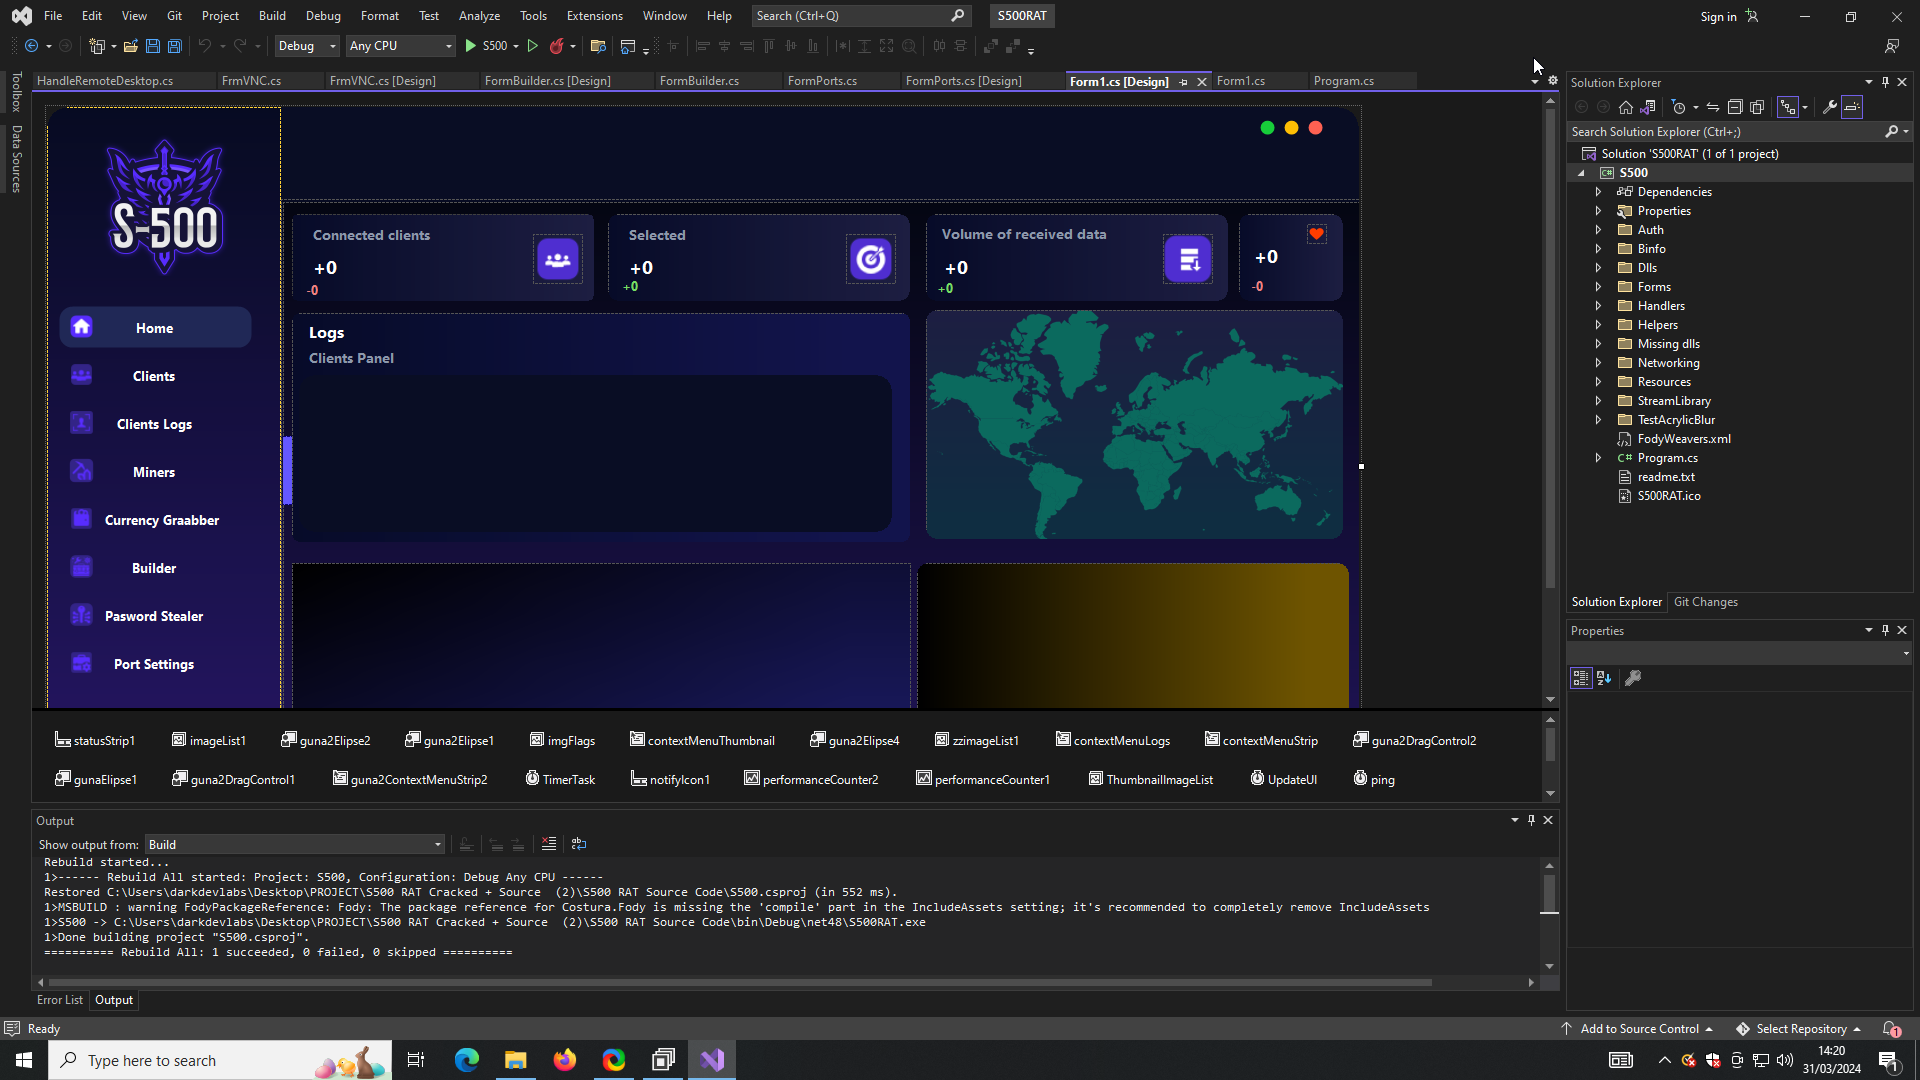 File Edit View Git Project Build Debug Format Test Analyze Tools Extensions Window Help Search (Ctrl+Q) S500RAT Sign in
Debug Any CPU S500
HandleRemoteDesktop.cs FrmVNC.cs FrmVNC.cs [Design] FormBuilder.cs [Design] FormBuilder.cs FormPorts.cs FormPorts.cs [Design] Form1.cs [Design] Form1.cs Program.cs
Toolbox
Data Sources
S-500
Home
Clients
Clients Logs
Miners
Currency Graabber
Builder
Pasword Stealer
Port Settings
Connected clients
+0
-0
Selected
+0
+0
Volume of received data
+0
+0
+0
-0
Logs
Clients Panel
statusStrip1 imageList1 guna2Elipse2 guna2Elipse1 imgFlags contextMenuThumbnail guna2Elipse4 zzimageList1 contextMenuLogs contextMenuStrip guna2DragControl2
gunaElipse1 guna2DragControl1 guna2ContextMenuStrip2 TimerTask notifyIcon1 performanceCounter2 performanceCounter1 ThumbnailImageList UpdateUI ping
Output
Show output from: Build
Rebuild started...
1>------ Rebuild All started: Project: S500, Configuration: Debug Any CPU ------
Restored C:\Users\darkdevlabs\Desktop\PROJECT\S500 RAT Cracked + Source  (2)\S500 RAT Source Code\S500.csproj (in 552 ms).
1>MSBUILD : warning FodyPackageReference: Fody: The package reference for Costura.Fody is missing the 'compile' part in the IncludeAssets setting; it's recommended to completely remove IncludeAssets
1>S500 -> C:\Users\darkdevlabs\Desktop\PROJECT\S500 RAT Cracked + Source  (2)\S500 RAT Source Code\bin\Debug\net48\S500RAT.exe
1>Done building project "S500.csproj".
========== Rebuild All: 1 succeeded, 0 failed, 0 skipped ==========
Error List Output
Solution Explorer
Search Solution Explorer (Ctrl+;)
Solution 'S500RAT' (1 of 1 project)
C# S500
Dependencies
Properties
Auth
Binfo
Dlls
Forms
Handlers
Helpers
Missing dlls
Networking
Resources
StreamLibrary
TestAcrylicBlur
FodyWeavers.xml
C# Program.cs
readme.txt
S500RAT.ico
Solution Explorer Git Changes
Properties
Ready Add to Source Control Select Repository 1
Type here to search
14:20
31/03/2024
1